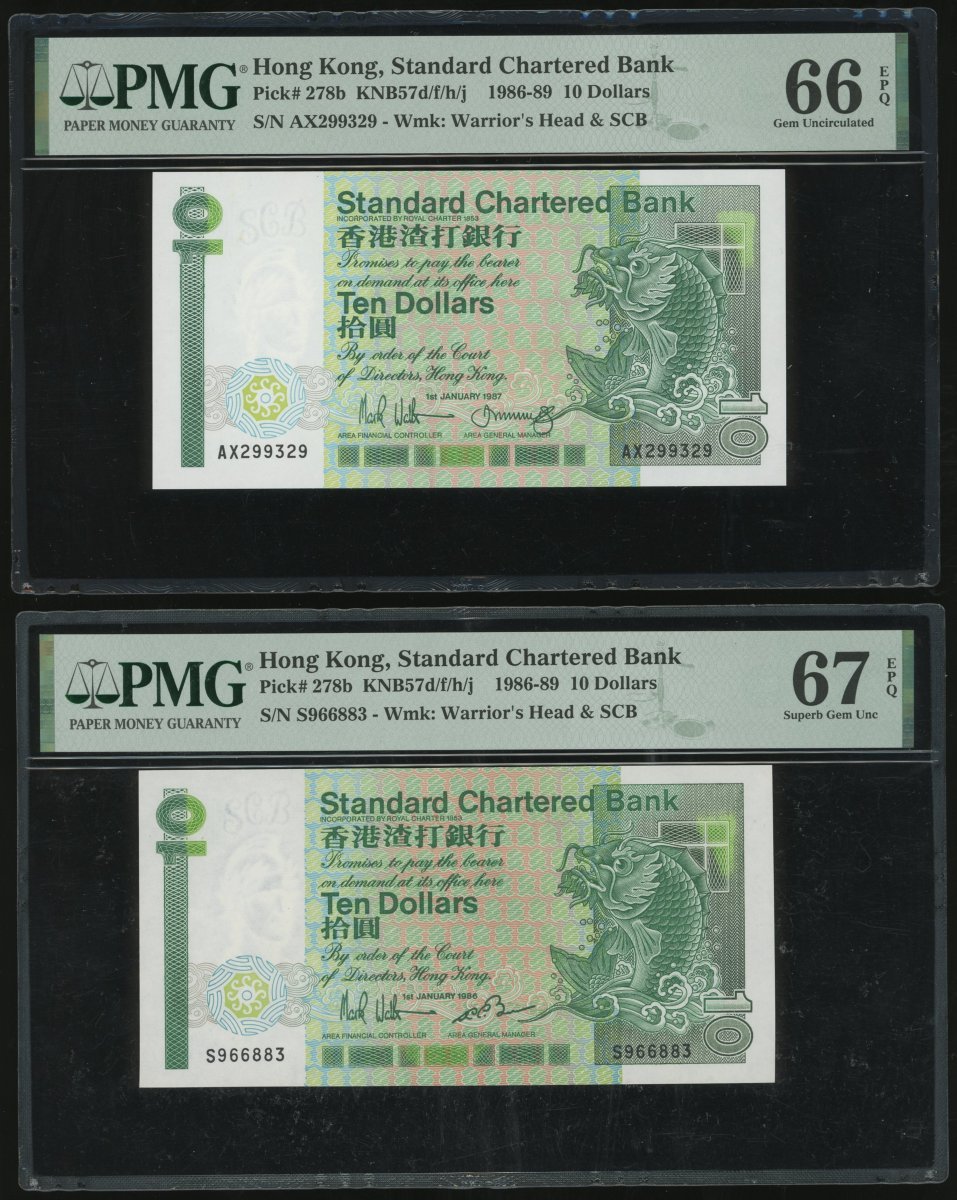 PMG®
PAPER MONEY GUARANTY
Hong Kong, Standard Chartered Bank
Pick# 278b KNB57d/f/h/j 1986-89 10 Dollars
S/N AX299329 - Wmk: Warrior's Head & SCB
66 EPQ
Gem Uncirculated
SCB
Standard Chartered Bank
INCORPORATED BY ROYAL CHARTER 1853
香港渣打銀行
Promises to pay the bearer
on demand at its office here
Ten Dollars
拾圓
By order of the Court
of Directors, Hong Kong.
1st JANUARY 1987
AREA FINANCIAL CONTROLLER AREA GENERAL MANAGER
10
AX299329 AX299329
PMG®
PAPER MONEY GUARANTY
Hong Kong, Standard Chartered Bank
Pick# 278b KNB57d/f/h/j 1986-89 10 Dollars
S/N S966883 - Wmk: Warrior's Head & SCB
67 EPQ
Superb Gem Unc
SCB
Standard Chartered Bank
INCORPORATED BY ROYAL CHARTER 1853
香港渣打銀行
Promises to pay the bearer
on demand at its office here
Ten Dollars
拾圓
By order of the Court
of Directors, Hong Kong.
1st JANUARY 1986
AREA FINANCIAL CONTROLLER AREA GENERAL MANAGER
10
S966883 S966883